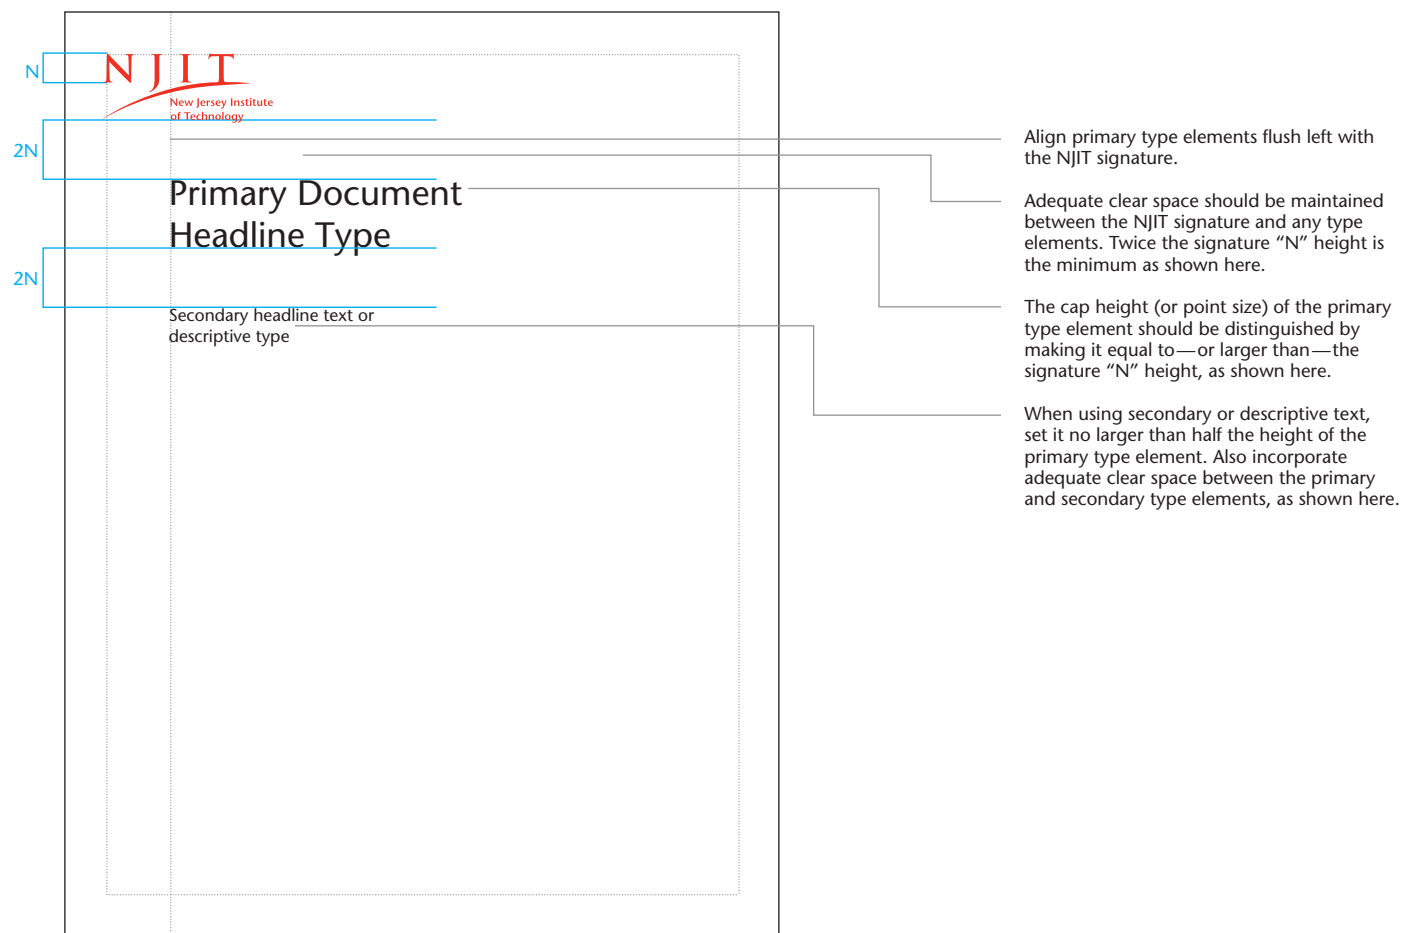 N
NJIT
New Jersey Institute
of Technology
2N
Primary Document
Headline Type
2N
Secondary headline text or
descriptive type
Align primary type elements flush left with
the NJIT signature.
Adequate clear space should be maintained
between the NJIT signature and any type
elements. Twice the signature “N” height is
the minimum as shown here.
The cap height (or point size) of the primary
type element should be distinguished by
making it equal to—or larger than—the
signature “N” height, as shown here.
When using secondary or descriptive text,
set it no larger than half the height of the
primary type element. Also incorporate
adequate clear space between the primary
and secondary type elements, as shown here.